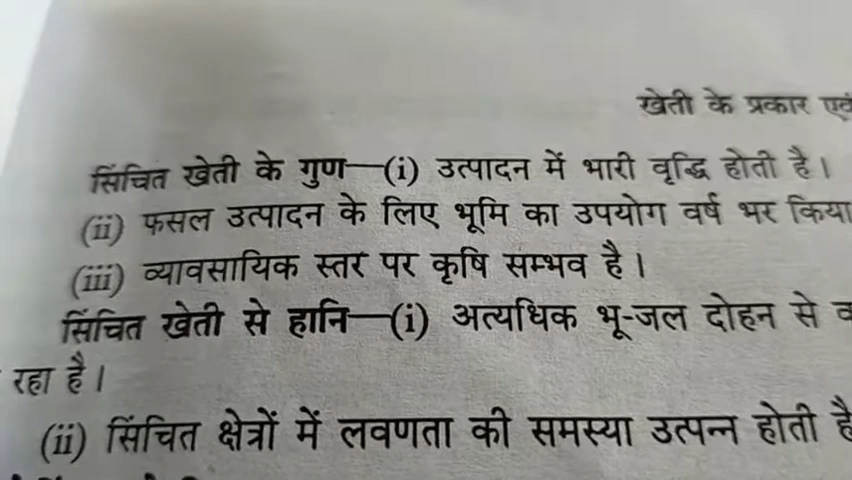 खेती के प्रकार एवं
सिंचित खेती के गुण—(i) उत्पादन में भारी वृद्धि होती है।
(ii) फसल उत्पादन के लिए भूमि का उपयोग वर्ष भर किया
(iii) व्यावसायिक स्तर पर कृषि सम्भव है।
सिंचित खेती से हानि—(i) अत्यधिक भू-जल दोहन से
रहा है।
(ii) सिंचित क्षेत्रों में लवणता की समस्या उत्पन्न होती है